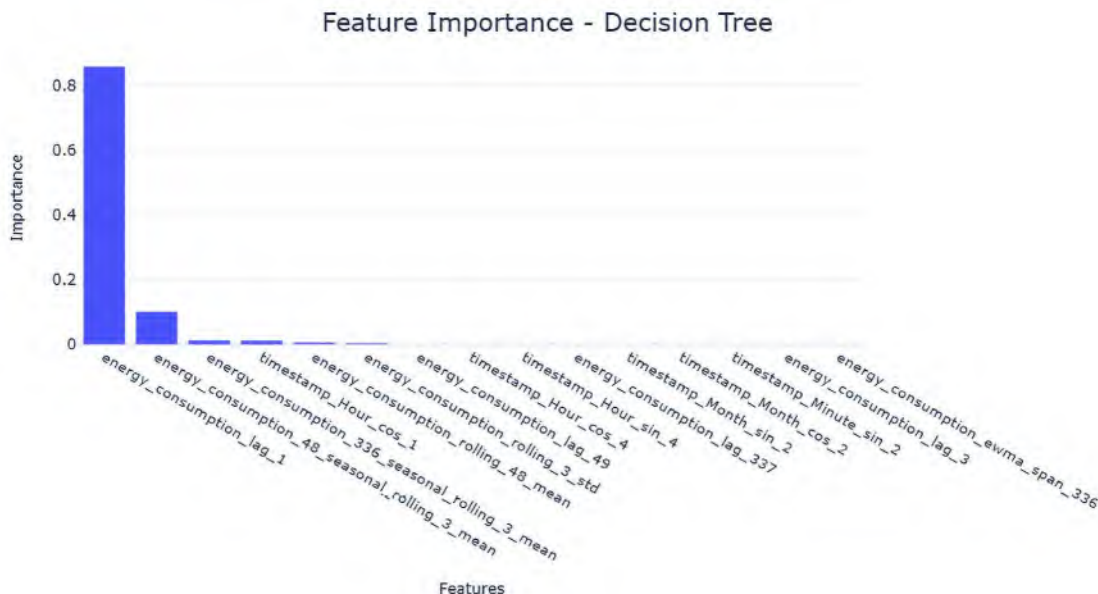 Feature Importance - Decision Tree
Importance
0.8
0.6
0.4
0.2
0
energy_consumption_lag_1
energy_consumption_48_seasonal_rolling_3_mean
energy_consumption_336_seasonal_rolling_3_mean
timestamp_Hour_cos_1
energy_consumption_rolling_48_mean
energy_consumption_rolling_3_std
energy_consumption_lag_49
timestamp_Hour_cos_4
timestamp_Hour_sin_4
energy_consumption_lag_337
timestamp_Month_sin_2
timestamp_Month_cos_2
timestamp_Minute_sin_2
energy_consumption_lag_3
energy_consumption_ewma_span_336
Features